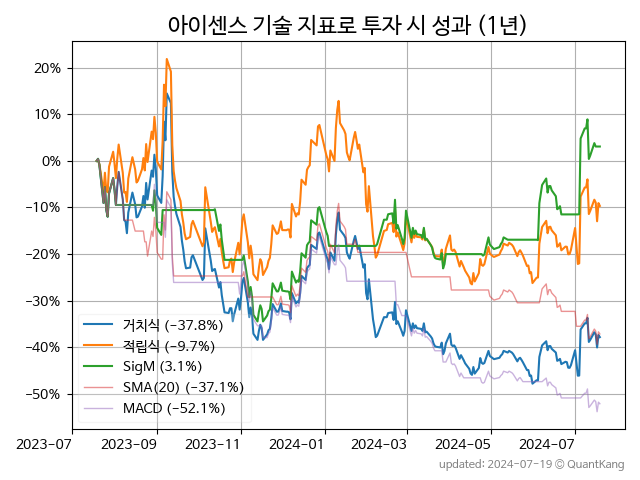 아이센스 기술 지표로 투자 시 성과 (1년)
20%
10%
0%
−10%
−20%
−30%
−40%
−50%
거치식 (−37.8%)
적립식 (−9.7%)
SigM (3.1%)
SMA(20) (−37.1%)
MACD (−52.1%)
2023−07 2023−09 2023−11 2024−01 2024−03 2024−05 2024−07
updated: 2024−07−19 ⓒ QuantKang